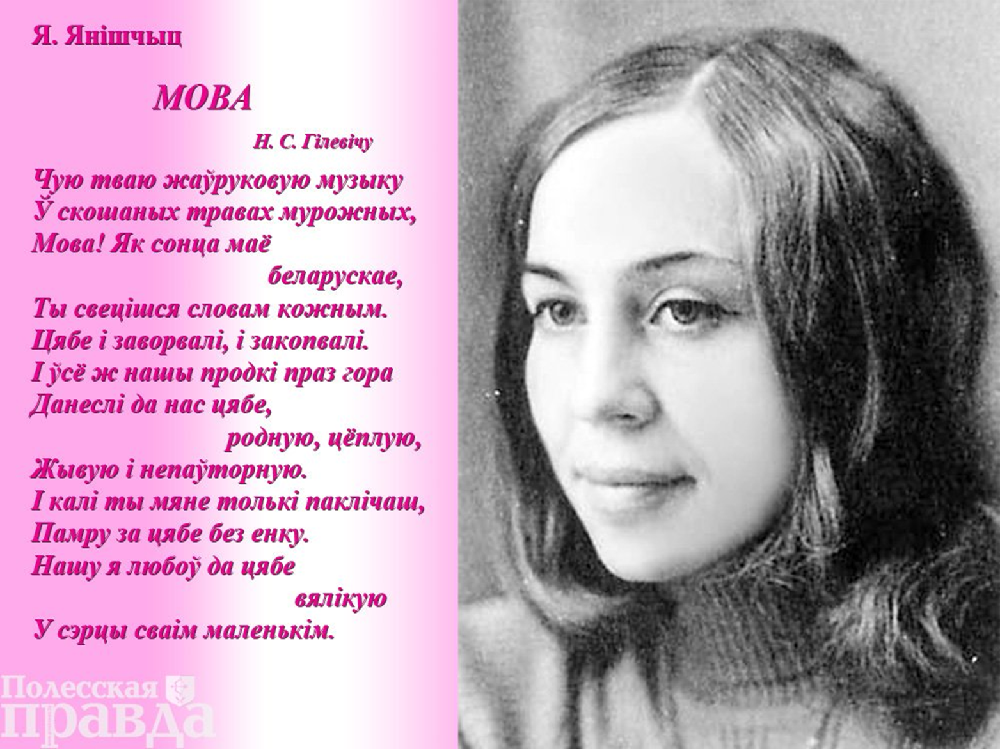 Я. Янішчыц
МОВА
Н. С. Гілевічу
Чую тваю жаўруковую музыку
Ў скошаных травах мурожных,
Мова! Як сонца маё
беларускае,
Ты свецішся словам кожным.
Цябе і заворвалі, і закопвалі.
І ўсё ж нашы продкі праз гора
Данеслі да нас цябе,
родную, цёплую,
Жывую і непаўторную.
І калі ты мяне толькі паклічаш,
Памру за цябе без енку.
Нашу я любоў да цябе
вялікую
У сэрцы сваім маленькім.
Полесская
правда